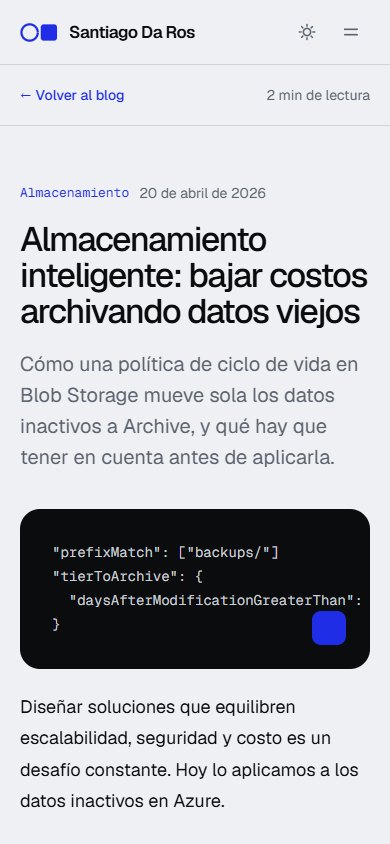 Santiago Da Ros
← Volver al blog
2 min de lectura
Almacenamiento 20 de abril de 2026
Almacenamiento
inteligente: bajar costos
archivando datos viejos
Cómo una política de ciclo de vida en
Blob Storage mueve sola los datos
inactivos a Archive, y qué hay que
tener en cuenta antes de aplicarla.
"prefixMatch": ["backups/"]
"tierToArchive": {
"daysAfterModificationGreaterThan":
}
Diseñar soluciones que equilibren
escalabilidad, seguridad y costo es un
desafío constante. Hoy lo aplicamos a los
datos inactivos en Azure.